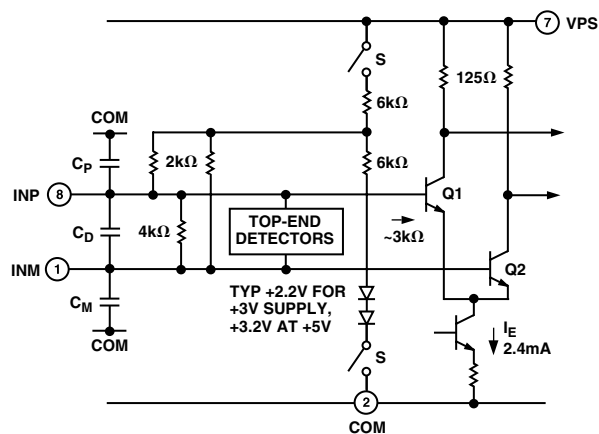 7 VPS
S
125Ω
6kΩ
COM
CP
2kΩ
6kΩ
INP 8
Q1
CD
4kΩ
TOP-END
DETECTORS
~3kΩ
INM 1
Q2
CM
TYP +2.2V FOR
+3V SUPPLY,
+3.2V AT +5V
COM
S
IE
2.4mA
2
COM